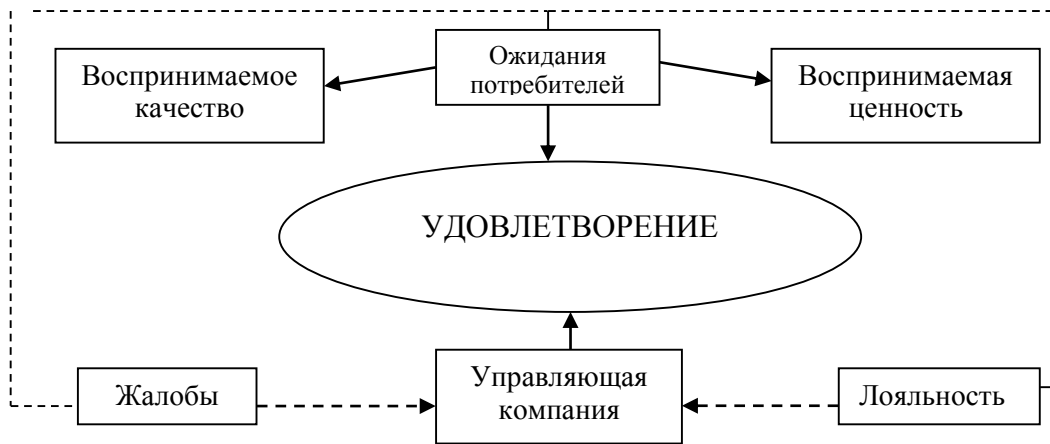 Воспринимаемое
качество
Ожидания
потребителей
Воспринимаемая
ценность
УДОВЛЕТВОРЕНИЕ
Жалобы
Управляющая
компания
Лояльность